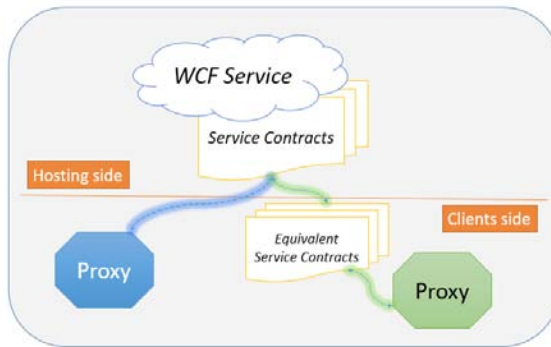 WCF Service
Service Contracts
Hosting side
Clients side
Equivalent
Service Contracts
Proxy
Proxy